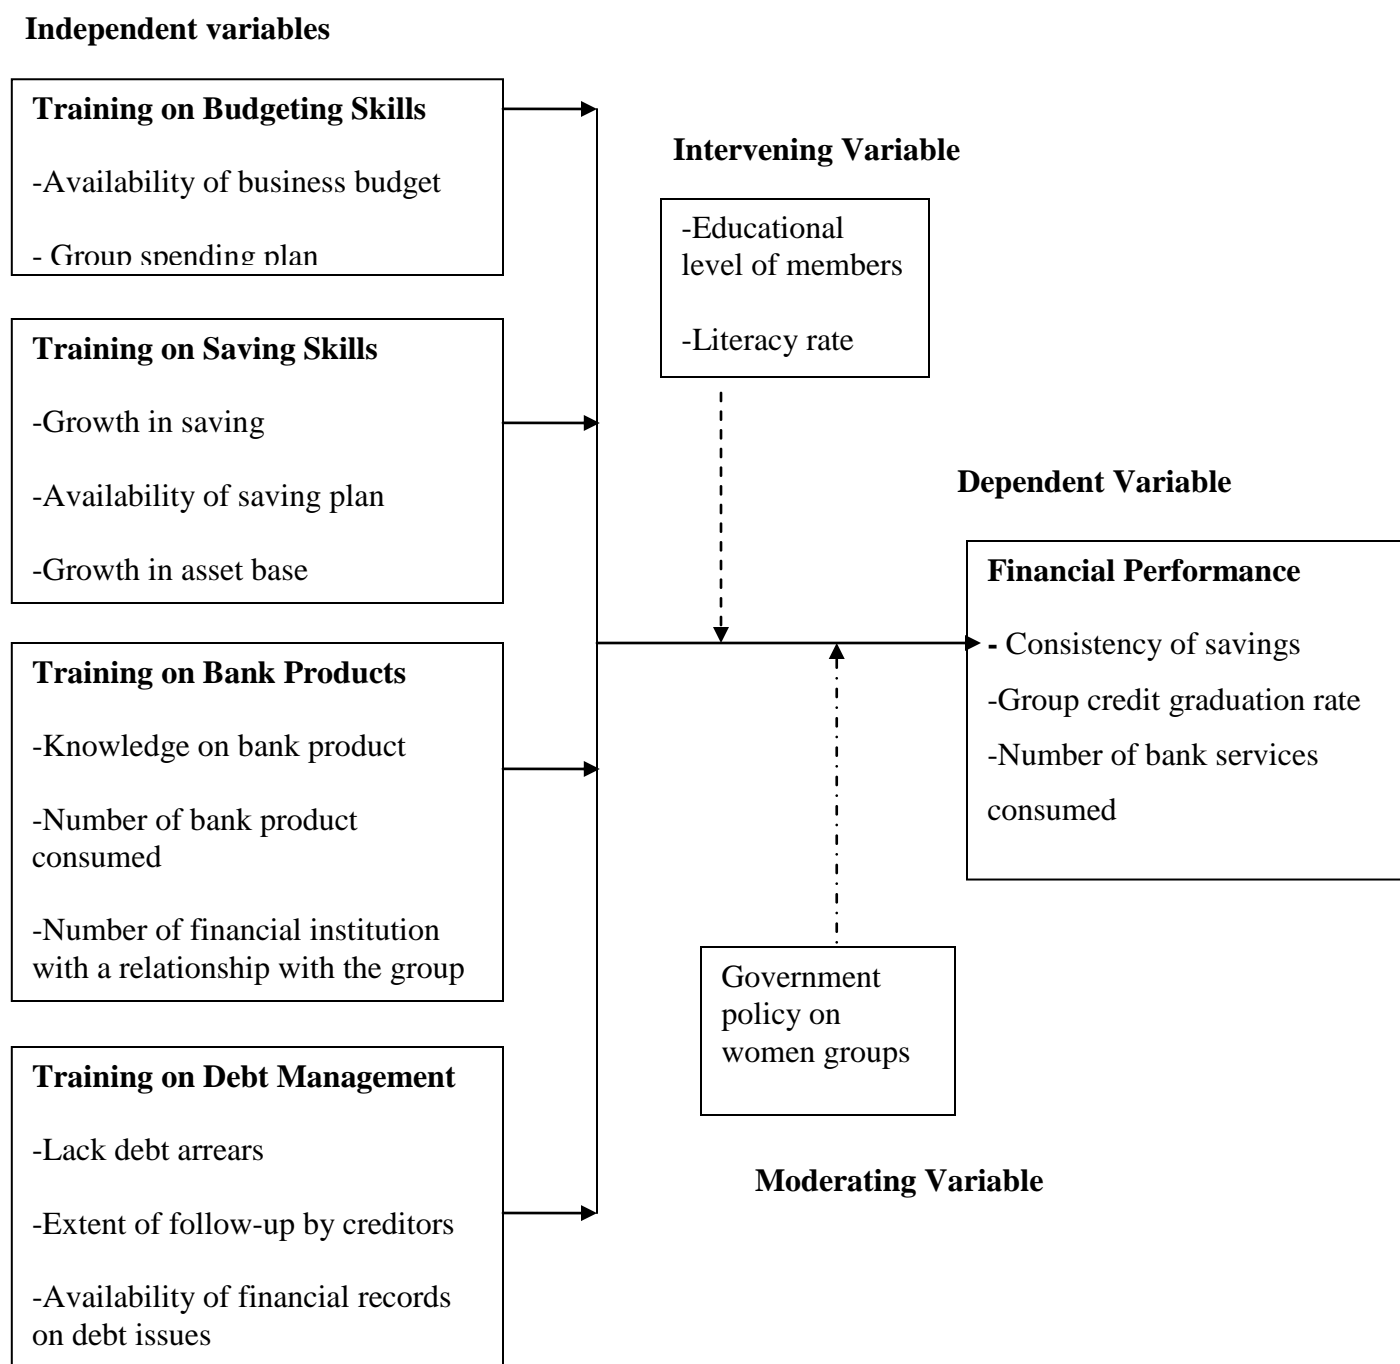 Independent variables
Training on Budgeting Skills
-Availability of business budget
- Group spending plan
Training on Saving Skills
-Growth in saving
-Availability of saving plan
-Growth in asset base
Training on Bank Products
-Knowledge on bank product
-Number of bank product
consumed
-Number of financial institution
with a relationship with the group
Training on Debt Management
-Lack debt arrears
-Extent of follow-up by creditors
-Availability of financial records
on debt issues
Intervening Variable
-Educational
level of members
-Literacy rate
Government
policy on
women groups
Moderating Variable
Dependent Variable
Financial Performance
- Consistency of savings
-Group credit graduation rate
-Number of bank services
consumed